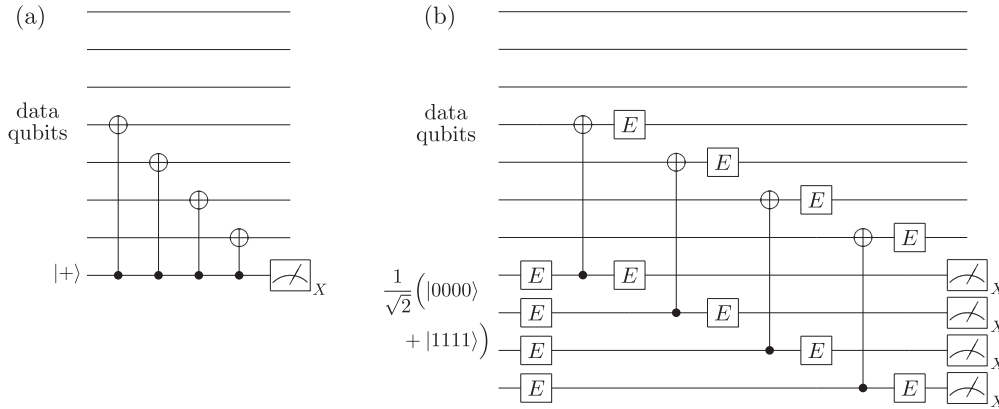 (a)
data
qubits
|+⟩
X
(b)
data
qubits
E
E
E
E
E E
E E
E E
E E
1/√2 (|0000⟩
+ |1111⟩)
X
X
X
X